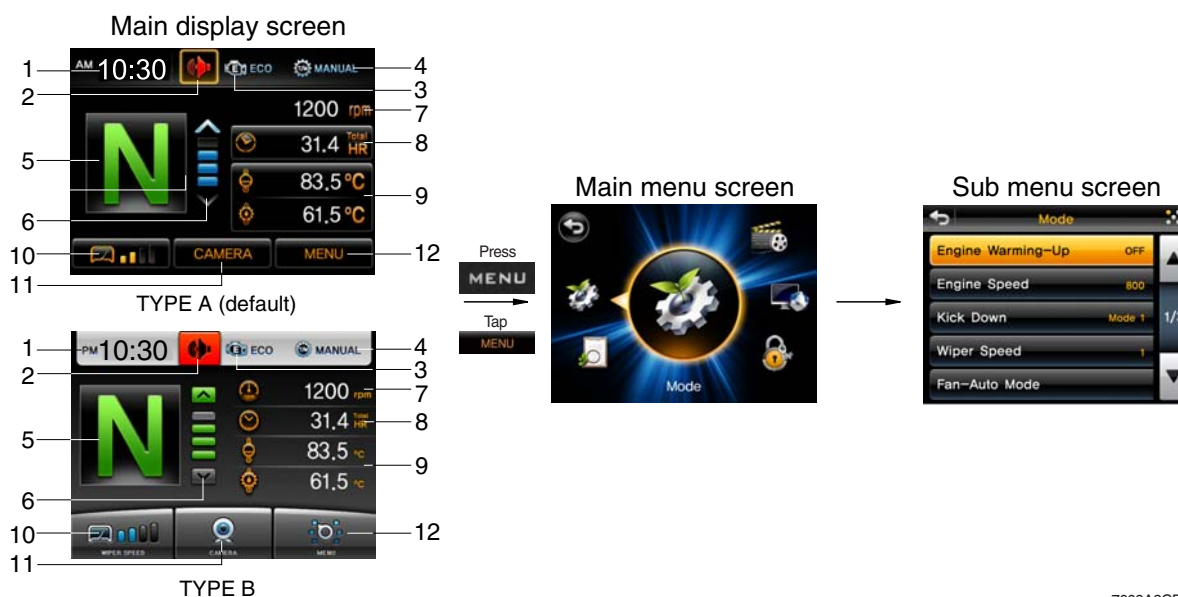 Main display screen
1 AM 10:30 ECO MANUAL 4
2 3
1200 rpm 7
N 31.4 Total HR 8
5 83.5 °C 9
6 61.5 °C
10 CAMERA MENU 12
11
TYPE A (default)
1 PM 10:30 ECO MANUAL 4
2 3
1200 rpm 7
N 31.4 Total HR 8
5 83.5 °C 9
6 61.5 °C
10 WIPER SPEED CAMERA MENU 12
11
TYPE B
Press
MENU
Tap
MENU
Main menu screen
Mode
Sub menu screen
Mode
Engine Warming-Up OFF
Engine Speed 800
Kick Down Mode 1
Wiper Speed 1
Fan-Auto Mode